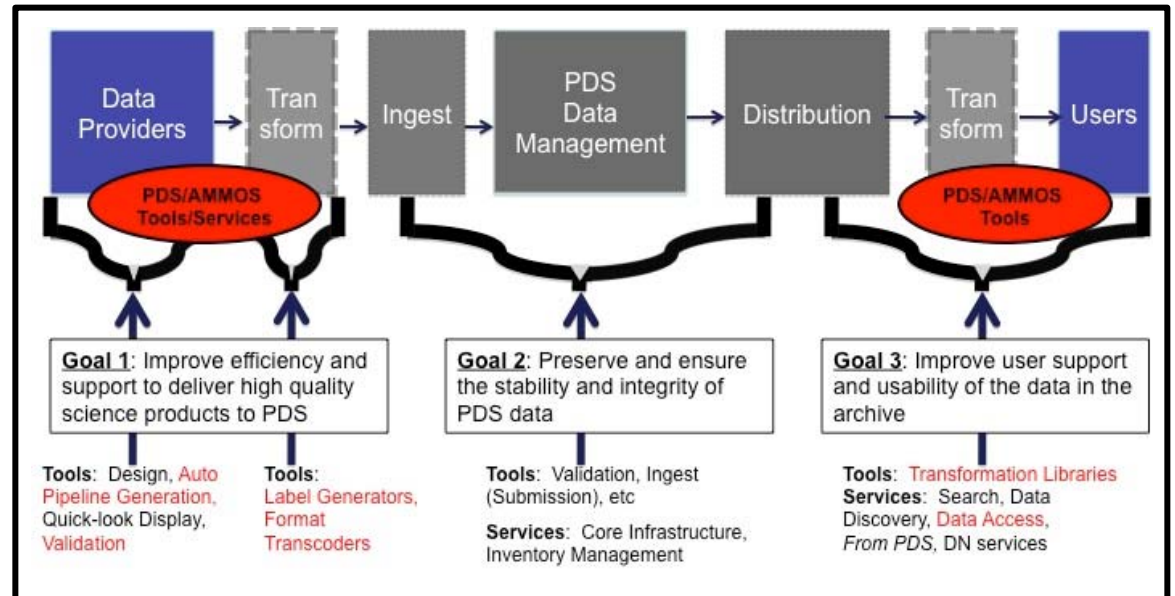 Data
Providers
Tran
sform
Ingest
PDS
Data
Management
Distribution
Tran
sform
Users
PDS/AMMOS
Tools/Services
PDS/AMMOS
Tools
Goal 1: Improve efficiency and
support to deliver high quality
science products to PDS
Goal 2: Preserve and ensure
the stability and integrity of
PDS data
Goal 3: Improve user support
and usability of the data in the
archive
Tools: Design, Auto
Pipeline Generation,
Quick-look Display,
Validation
Tools:
Label Generators,
Format
Transcoders
Tools: Validation, Ingest
(Submission), etc
Services: Core Infrastructure,
Inventory Management
Tools: Transformation Libraries
Services: Search, Data
Discovery, Data Access,
From PDS, DN services